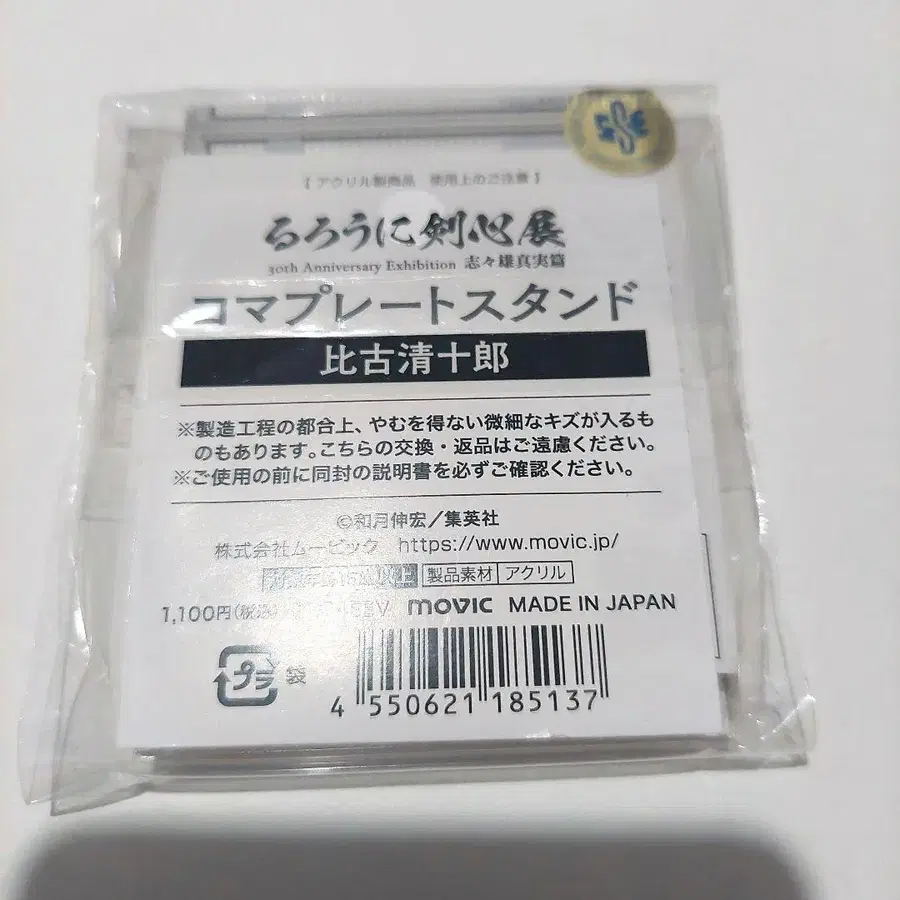 【アクリル製商品 使用上のご注意】
るろうに剣心展
30th Anniversary Exhibition 志々雄真実篇
コマプレートスタンド
比古清十郎
※製造工程の都合上、やむを得ない微細なキズが入るも
のもあります。こちらの交換・返品はご遠慮ください。
※ご使用の前に同封の説明書を必ずご確認ください。
©和月伸宏/集英社
株式会社ムービック https://www.movic.jp/
以上 製品素材 アクリル
1,100円(税込) movic MADE IN JAPAN
プラ 袋
4 550621 185137